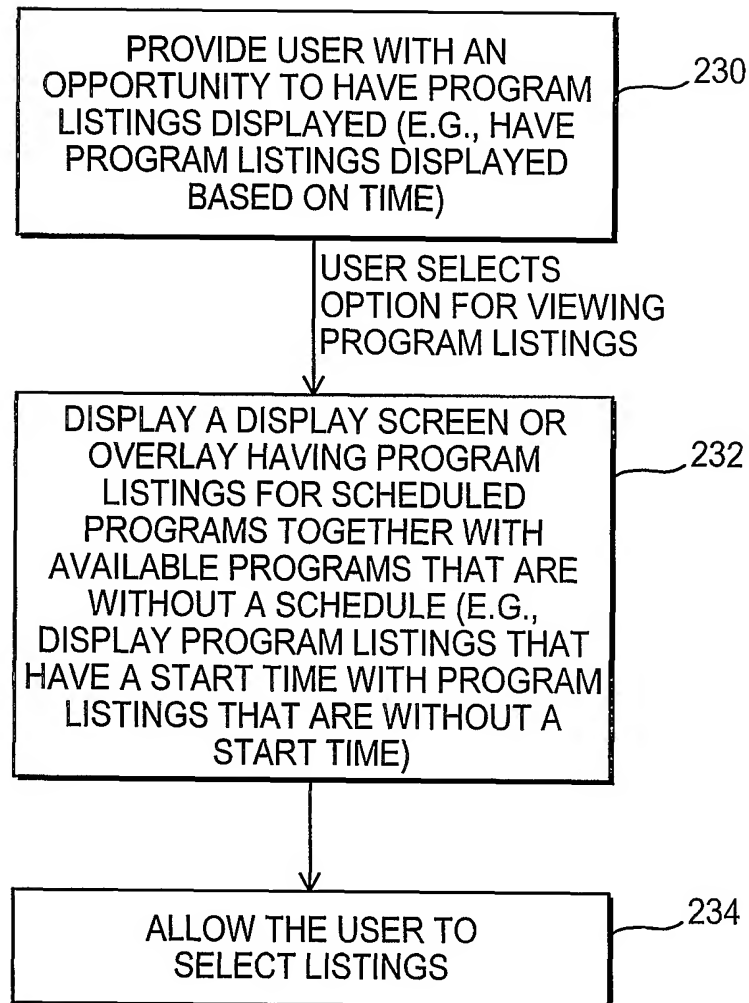 PROVIDE USER WITH AN
OPPORTUNITY TO HAVE PROGRAM
LISTINGS DISPLAYED (E.G., HAVE
PROGRAM LISTINGS DISPLAYED
BASED ON TIME)
230
USER SELECTS
OPTION FOR VIEWING
PROGRAM LISTINGS
DISPLAY A DISPLAY SCREEN OR
OVERLAY HAVING PROGRAM
LISTINGS FOR SCHEDULED
PROGRAMS TOGETHER WITH
AVAILABLE PROGRAMS THAT ARE
WITHOUT A SCHEDULE (E.G.,
DISPLAY PROGRAM LISTINGS THAT
HAVE A START TIME WITH PROGRAM
LISTINGS THAT ARE WITHOUT A
START TIME)
232
ALLOW THE USER TO
SELECT LISTINGS
234